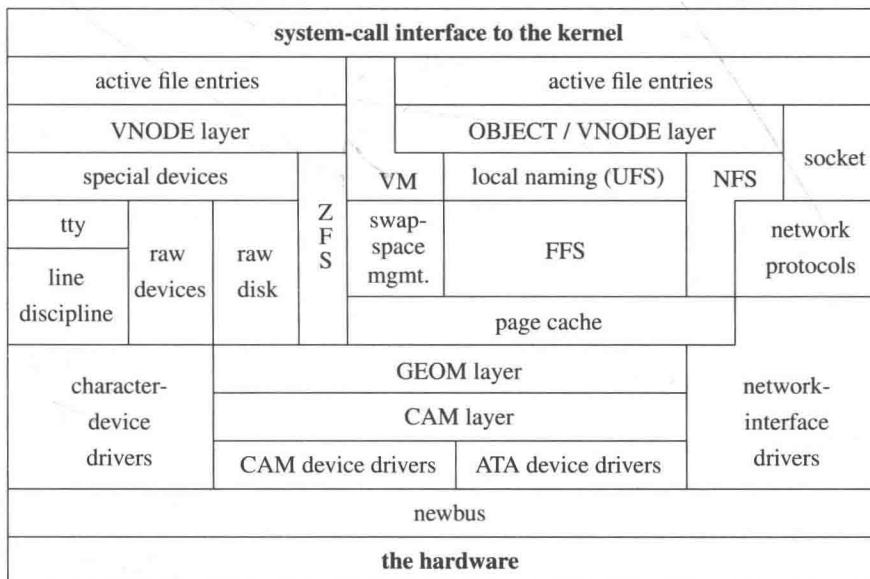 system-call interface to the kernel
active file entries
active file entries
VNODE layer
OBJECT / VNODE layer
socket
special devices
Z
F
S
VM
local naming (UFS)
NFS
tty
raw
devices
raw
disk
swap-
space
mgmt.
FFS
network
protocols
line
discipline
page cache
character-
device
drivers
GEOM layer
network-
interface
drivers
CAM layer
CAM device drivers
ATA device drivers
newbus
the hardware